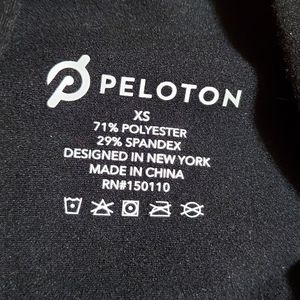 PELOTON
XS
71% POLYESTER
29% SPANDEX
DESIGNED IN NEW YORK
MADE IN CHINA
RN#150110